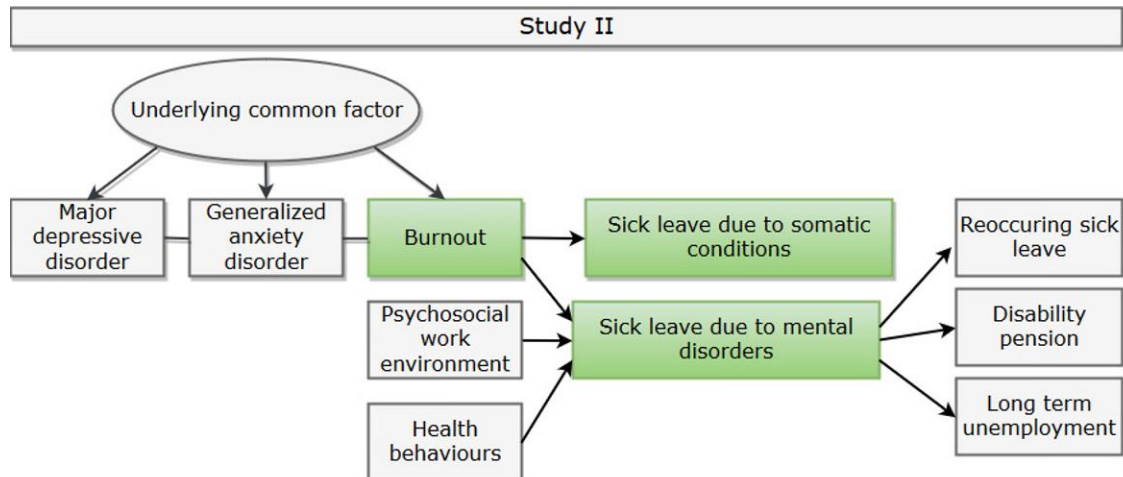 Study II
Underlying common factor
Major
depressive
disorder
Generalized
anxiety
disorder
Burnout
Sick leave due to somatic
conditions
Reoccuring sick
leave
Psychosocial
work
environment
Sick leave due to mental
disorders
Disability
pension
Health
behaviours
Long term
unemployment